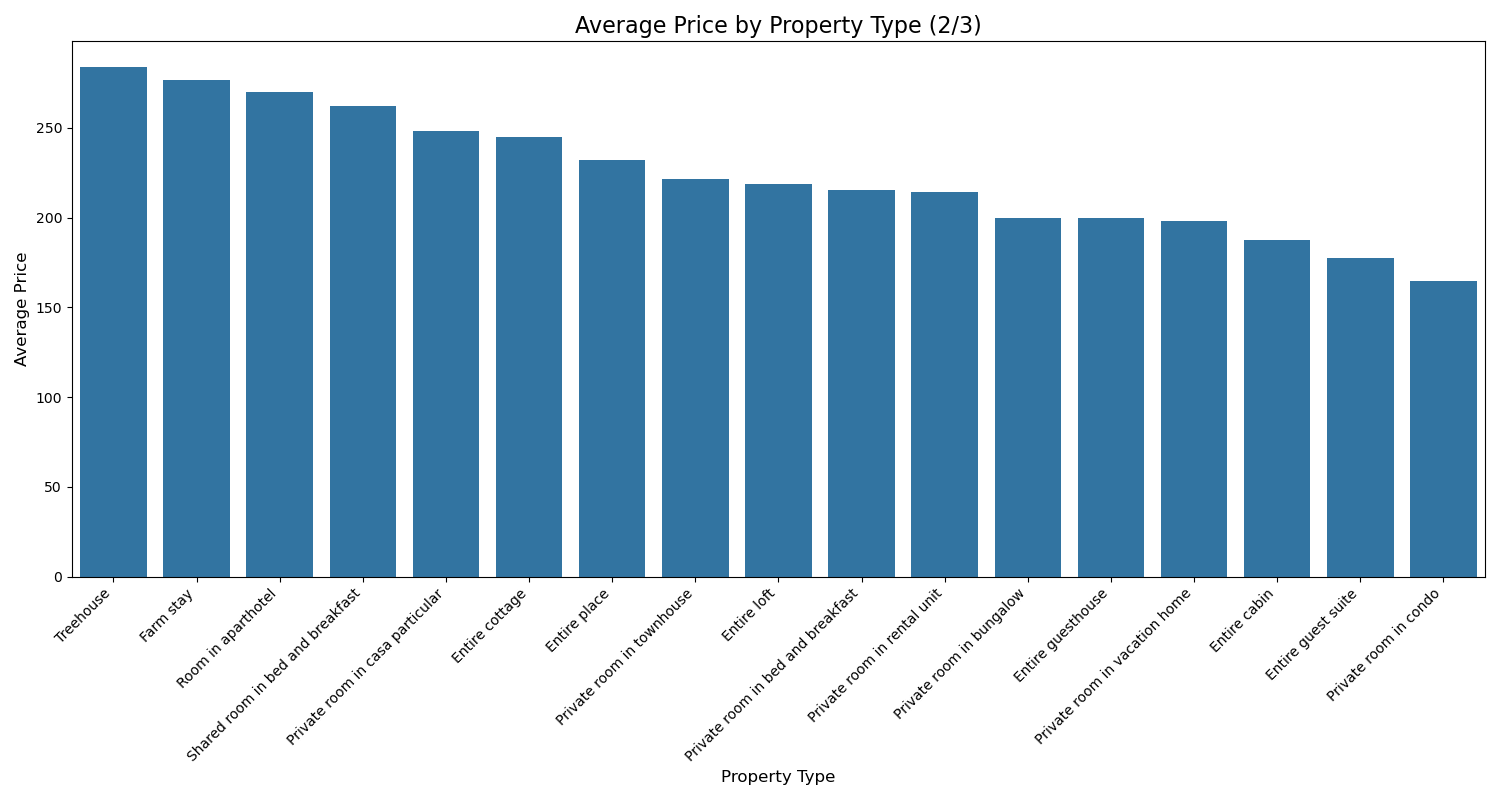 Average Price by Property Type (2/3)
Average Price
250
200
150
100
50
0
Treehouse
Farm stay
Room in aparthotel
Shared room in bed and breakfast
Private room in casa particular
Entire cottage
Entire place
Private room in townhouse
Entire loft
Private room in bed and breakfast
Private room in rental unit
Private room in bungalow
Entire guesthouse
Private room in vacation home
Entire cabin
Entire guest suite
Private room in condo
Property Type